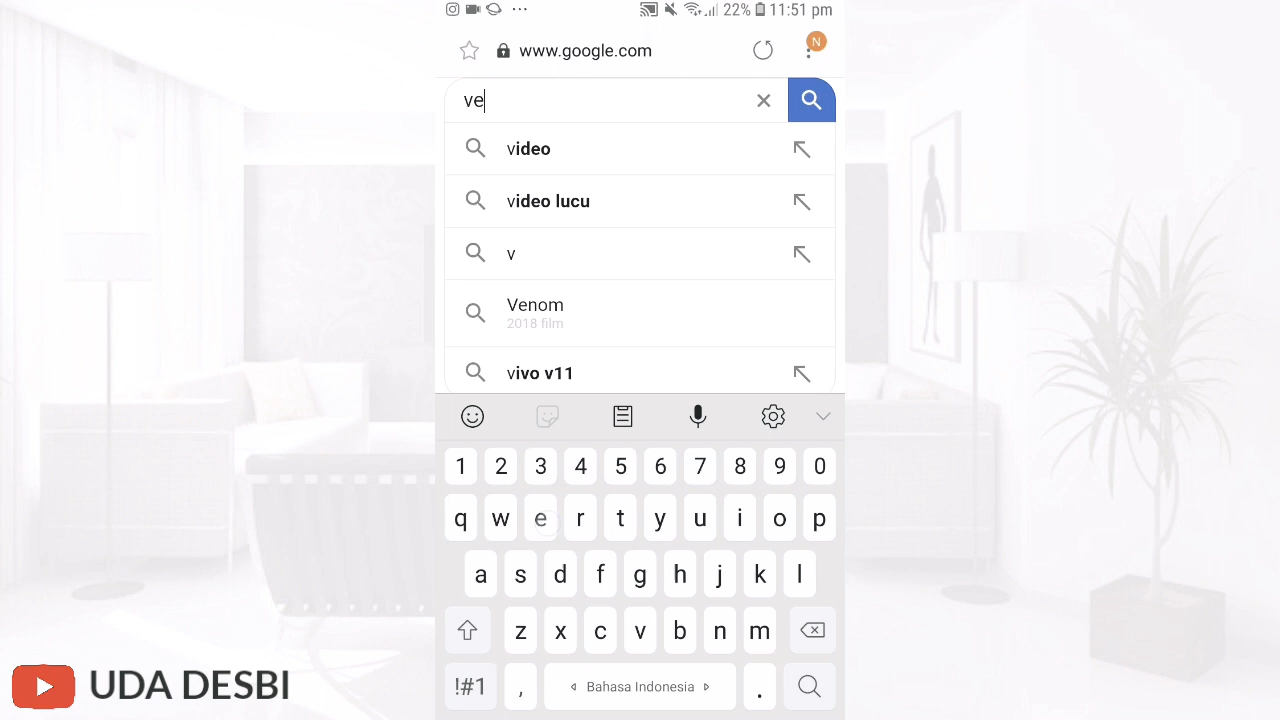 22% 11:51 pm
www.google.com
N
ve
video
video lucu
v
Venom
2018 film
vivo v11
1 2 3 4 5 6 7 8 9 0
q w e r t y u i o p
a s d f g h j k l
z x c v b n m
!#1 , Bahasa Indonesia .
UDA DESBI